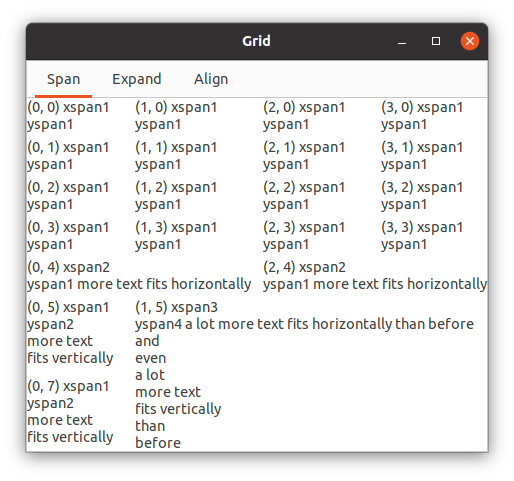 Grid
Span Expand Align
(0, 0) xspan1 (1, 0) xspan1 (2, 0) xspan1 (3, 0) xspan1
yspan1 yspan1 yspan1 yspan1
(0, 1) xspan1 (1, 1) xspan1 (2, 1) xspan1 (3, 1) xspan1
yspan1 yspan1 yspan1 yspan1
(0, 2) xspan1 (1, 2) xspan1 (2, 2) xspan1 (3, 2) xspan1
yspan1 yspan1 yspan1 yspan1
(0, 3) xspan1 (1, 3) xspan1 (2, 3) xspan1 (3, 3) xspan1
yspan1 yspan1 yspan1 yspan1
(0, 4) xspan2 (2, 4) xspan2
yspan1 more text fits horizontally yspan1 more text fits horizontally
(0, 5) xspan1
yspan2
more text
fits vertically
(1, 5) xspan3
yspan4 a lot more text fits horizontally than before
and
even
a lot
more text
fits vertically
than
before
(0, 7) xspan1
yspan2
more text
fits vertically